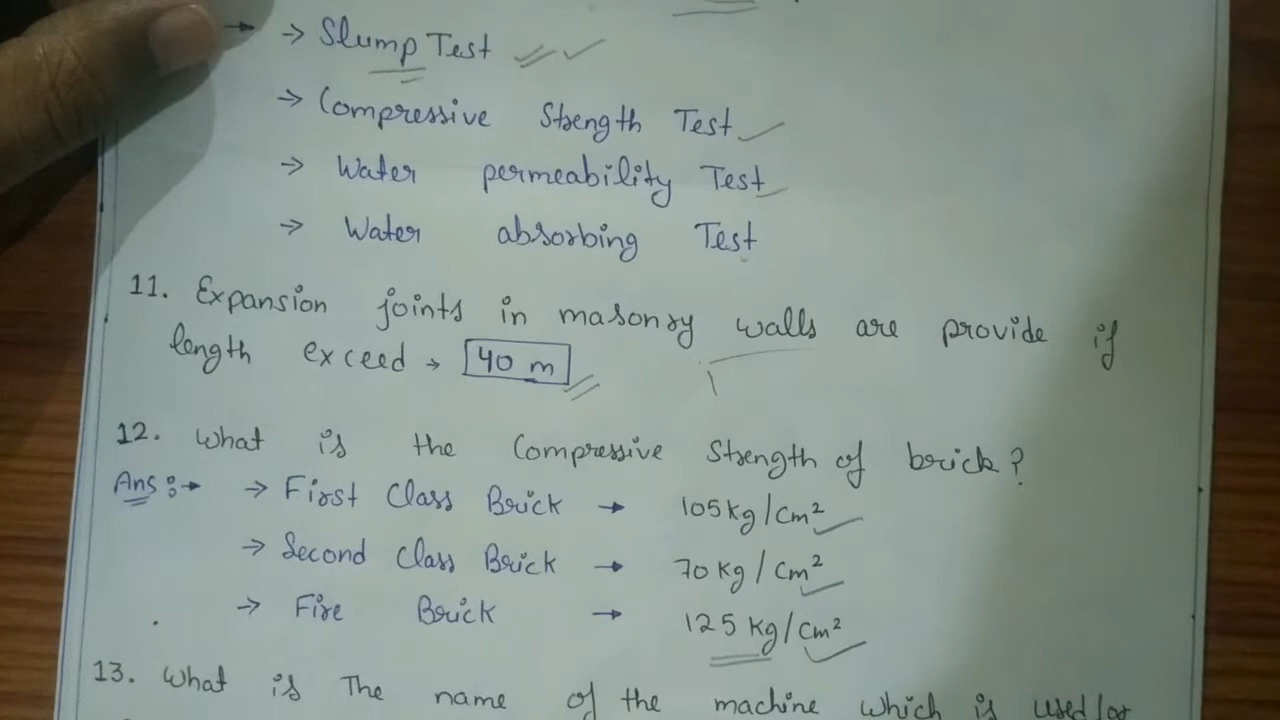 → Slump Test
→ Compressive Strength Test
→ Water permeability Test
→ Water absorbing Test
11. Expansion joints in masonry walls are provide if
length exceed → 40 m
12. What is the Compressive Strength of brick?
Ans :→ → First Class Brick → 105 kg/cm²
→ Second Class Brick → 70 kg/cm²
→ Fire Brick → 125 kg/cm²
13. What is The name of the machine which is used for